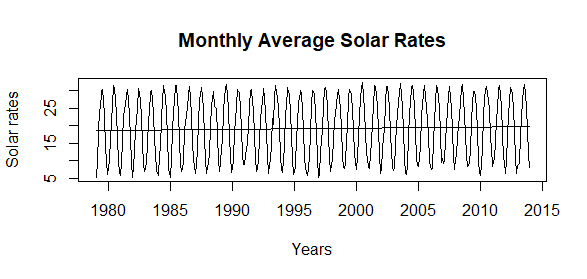 Monthly Average Solar Rates
Solar rates
25
15
5
1980 1985 1990 1995 2000 2005 2010 2015
Years